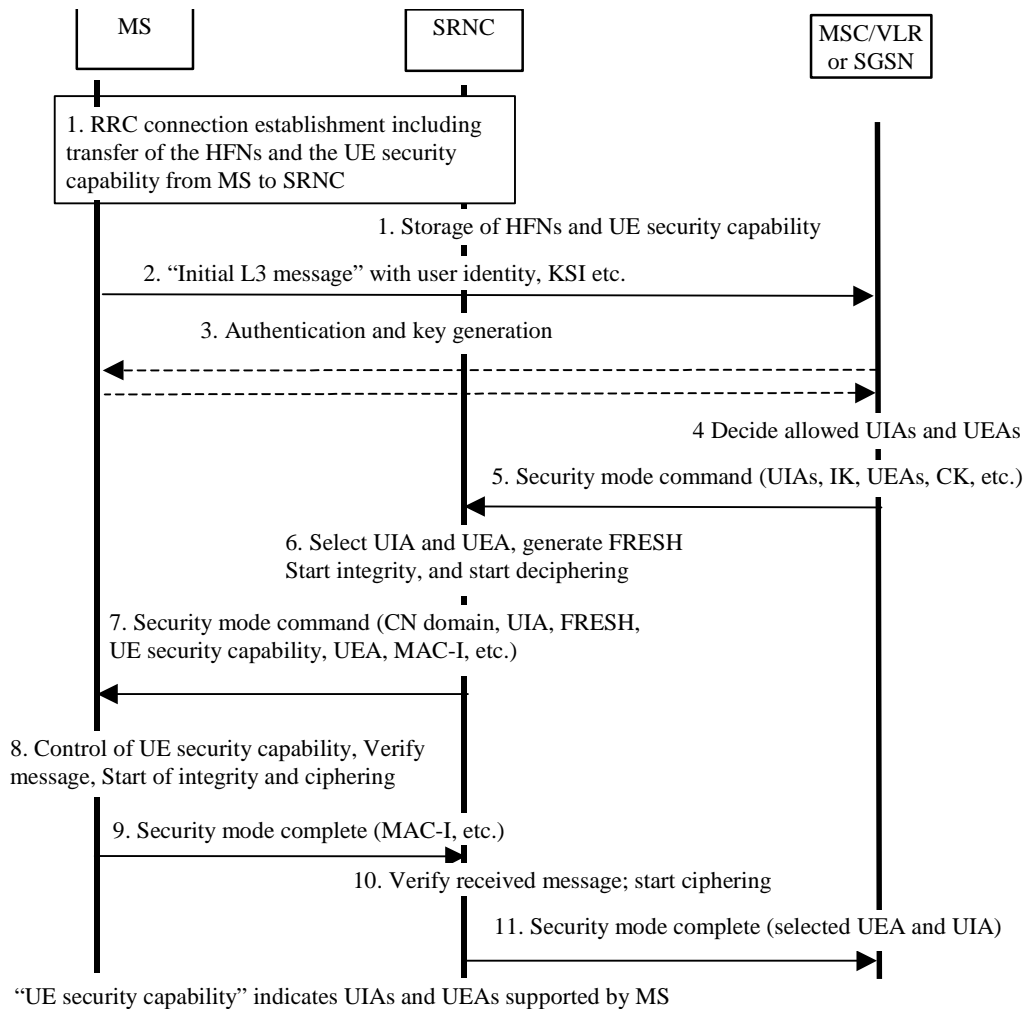 MS
SRNC
MSC/VLR
or SGSN
1. RRC connection establishment including
transfer of the HFNs and the UE security
capability from MS to SRNC
1. Storage of HFNs and UE security capability
2. “Initial L3 message” with user identity, KSI etc.
3. Authentication and key generation
4 Decide allowed UIAs and UEAs
5. Security mode command (UIAs, IK, UEAs, CK, etc.)
6. Select UIA and UEA, generate FRESH
Start integrity, and start deciphering
7. Security mode command (CN domain, UIA, FRESH,
UE security capability, UEA, MAC-I, etc.)
8. Control of UE security capability, Verify
message, Start of integrity and ciphering
9. Security mode complete (MAC-I, etc.)
10. Verify received message; start ciphering
11. Security mode complete (selected UEA and UIA)
“UE security capability” indicates UIAs and UEAs supported by MS